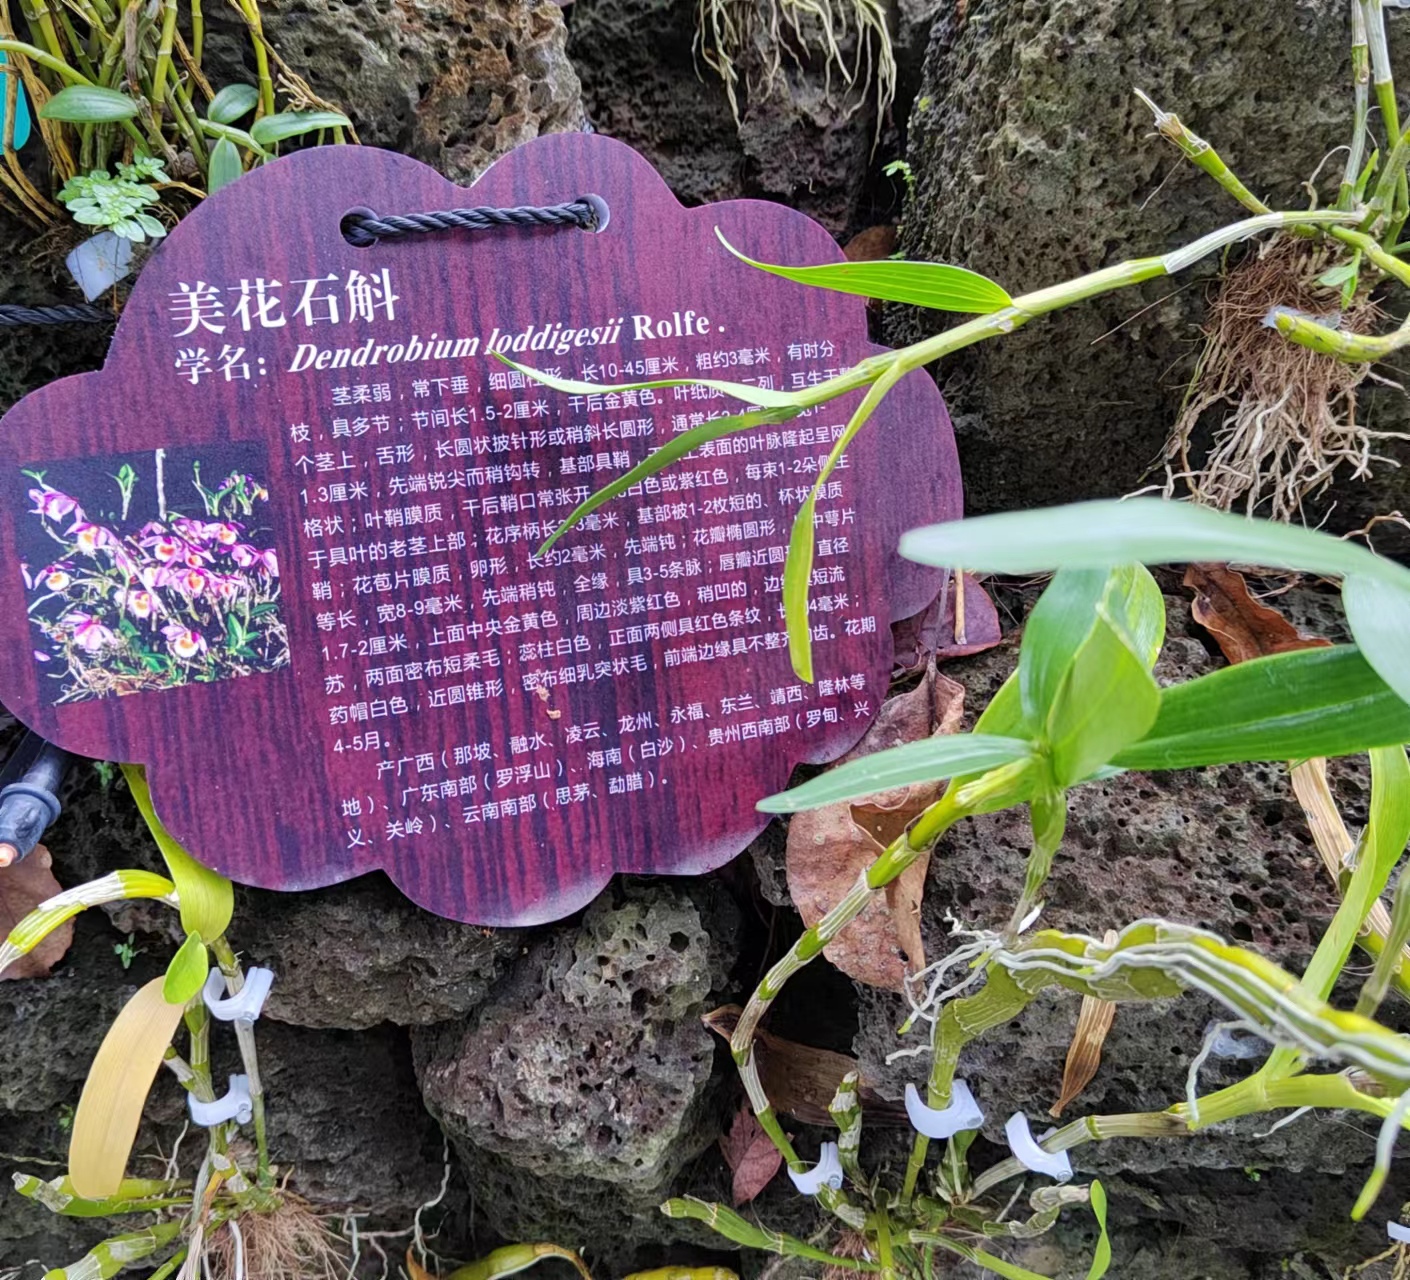 美花石斛
学名：Dendrobium loddigesii Rolfe .
茎柔弱，常下垂，细圆柱形，长10-45厘米，粗约3毫米，有时分
枝，具多节；节间长1.5-2厘米，干后金黄色。叶纸质，二列，互生于整
个茎上，舌形，长圆状披针形或稍斜长圆形，通常长2-4厘
1.3厘米，先端锐尖而稍钩转，基部具鞘，上表面的叶脉隆起呈网
格状；叶鞘膜质，干后鞘口常张开 白色或紫红色，每束1-2朵侧生
于具叶的老茎上部；花序柄长2-3毫米，基部被1-2枚短的、杯状膜质
鞘；花苞片膜质，卵形，长约2毫米，先端钝；花瓣椭圆形，中萼片
等长，宽8-9毫米，先端稍钝，全缘，具3-5条脉；唇瓣近圆形，直径
1.7-2厘米，上面中央金黄色，周边淡紫红色，稍凹的，边缘具短流
苏，两面密布短柔毛；蕊柱白色，正面两侧具红色条纹，长 4毫米；
药帽白色，近圆锥形，密布细乳突状毛，前端边缘具不整齐的齿。花期
4-5月。
产广西（那坡、融水、凌云、龙州、永福、东兰、靖西、隆林等
地）、广东南部（罗浮山）、海南（白沙）、贵州西南部（罗甸、兴
义、关岭）、云南南部（思茅、勐腊）。